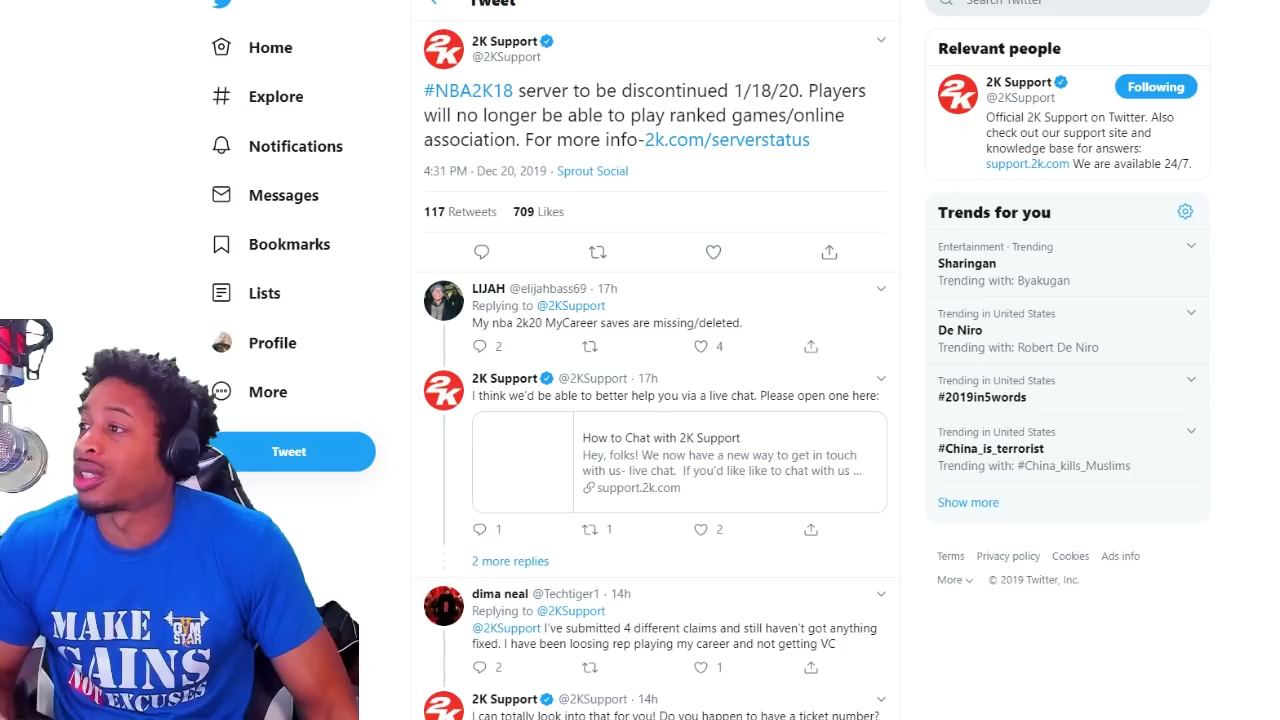 Tweet
Search Twitter
Home
Explore
Notifications
Messages
Bookmarks
Lists
Profile
More
Tweet
2K
2K Support
@2KSupport
#NBA2K18 server to be discontinued 1/18/20. Players
will no longer be able to play ranked games/online
association. For more info-2k.com/serverstatus
4:31 PM · Dec 20, 2019 · Sprout Social
117 Retweets 709 Likes
LIJAH @elijahbass69 · 17h
Replying to @2KSupport
My nba 2k20 MyCareer saves are missing/deleted.
2 4
2K
2K Support @2KSupport · 17h
I think we'd be able to better help you via a live chat. Please open one here:
How to Chat with 2K Support
Hey, folks! We now have a new way to get in touch
with us- live chat. If you'd like like to chat with us ...
support.2k.com
1 1 2
2 more replies
dima neal @Techtiger1 · 14h
Replying to @2KSupport
@2KSupport I've submitted 4 different claims and still haven't got anything
fixed. I have been loosing rep playing my career and not getting VC
2 1
2K
2K Support @2KSupport · 14h
I can totally look into that for you! Do you happen to have a ticket number?
Relevant people
2K
2K Support
@2KSupport
Following
Official 2K Support on Twitter. Also
check out our support site and
knowledge base for answers:
support.2k.com We are available 24/7.
Trends for you
Entertainment · Trending
Sharingan
Trending with: Byakugan
Trending in United States
De Niro
Trending with: Robert De Niro
Trending in United States
#2019in5words
Trending in United States
#China_is_terrorist
Trending with: #China_kills_Muslims
Show more
Terms Privacy policy Cookies Ads info
More © 2019 Twitter, Inc.
MAKE
GYM
STAR
GAINS
NOT EXCUSES